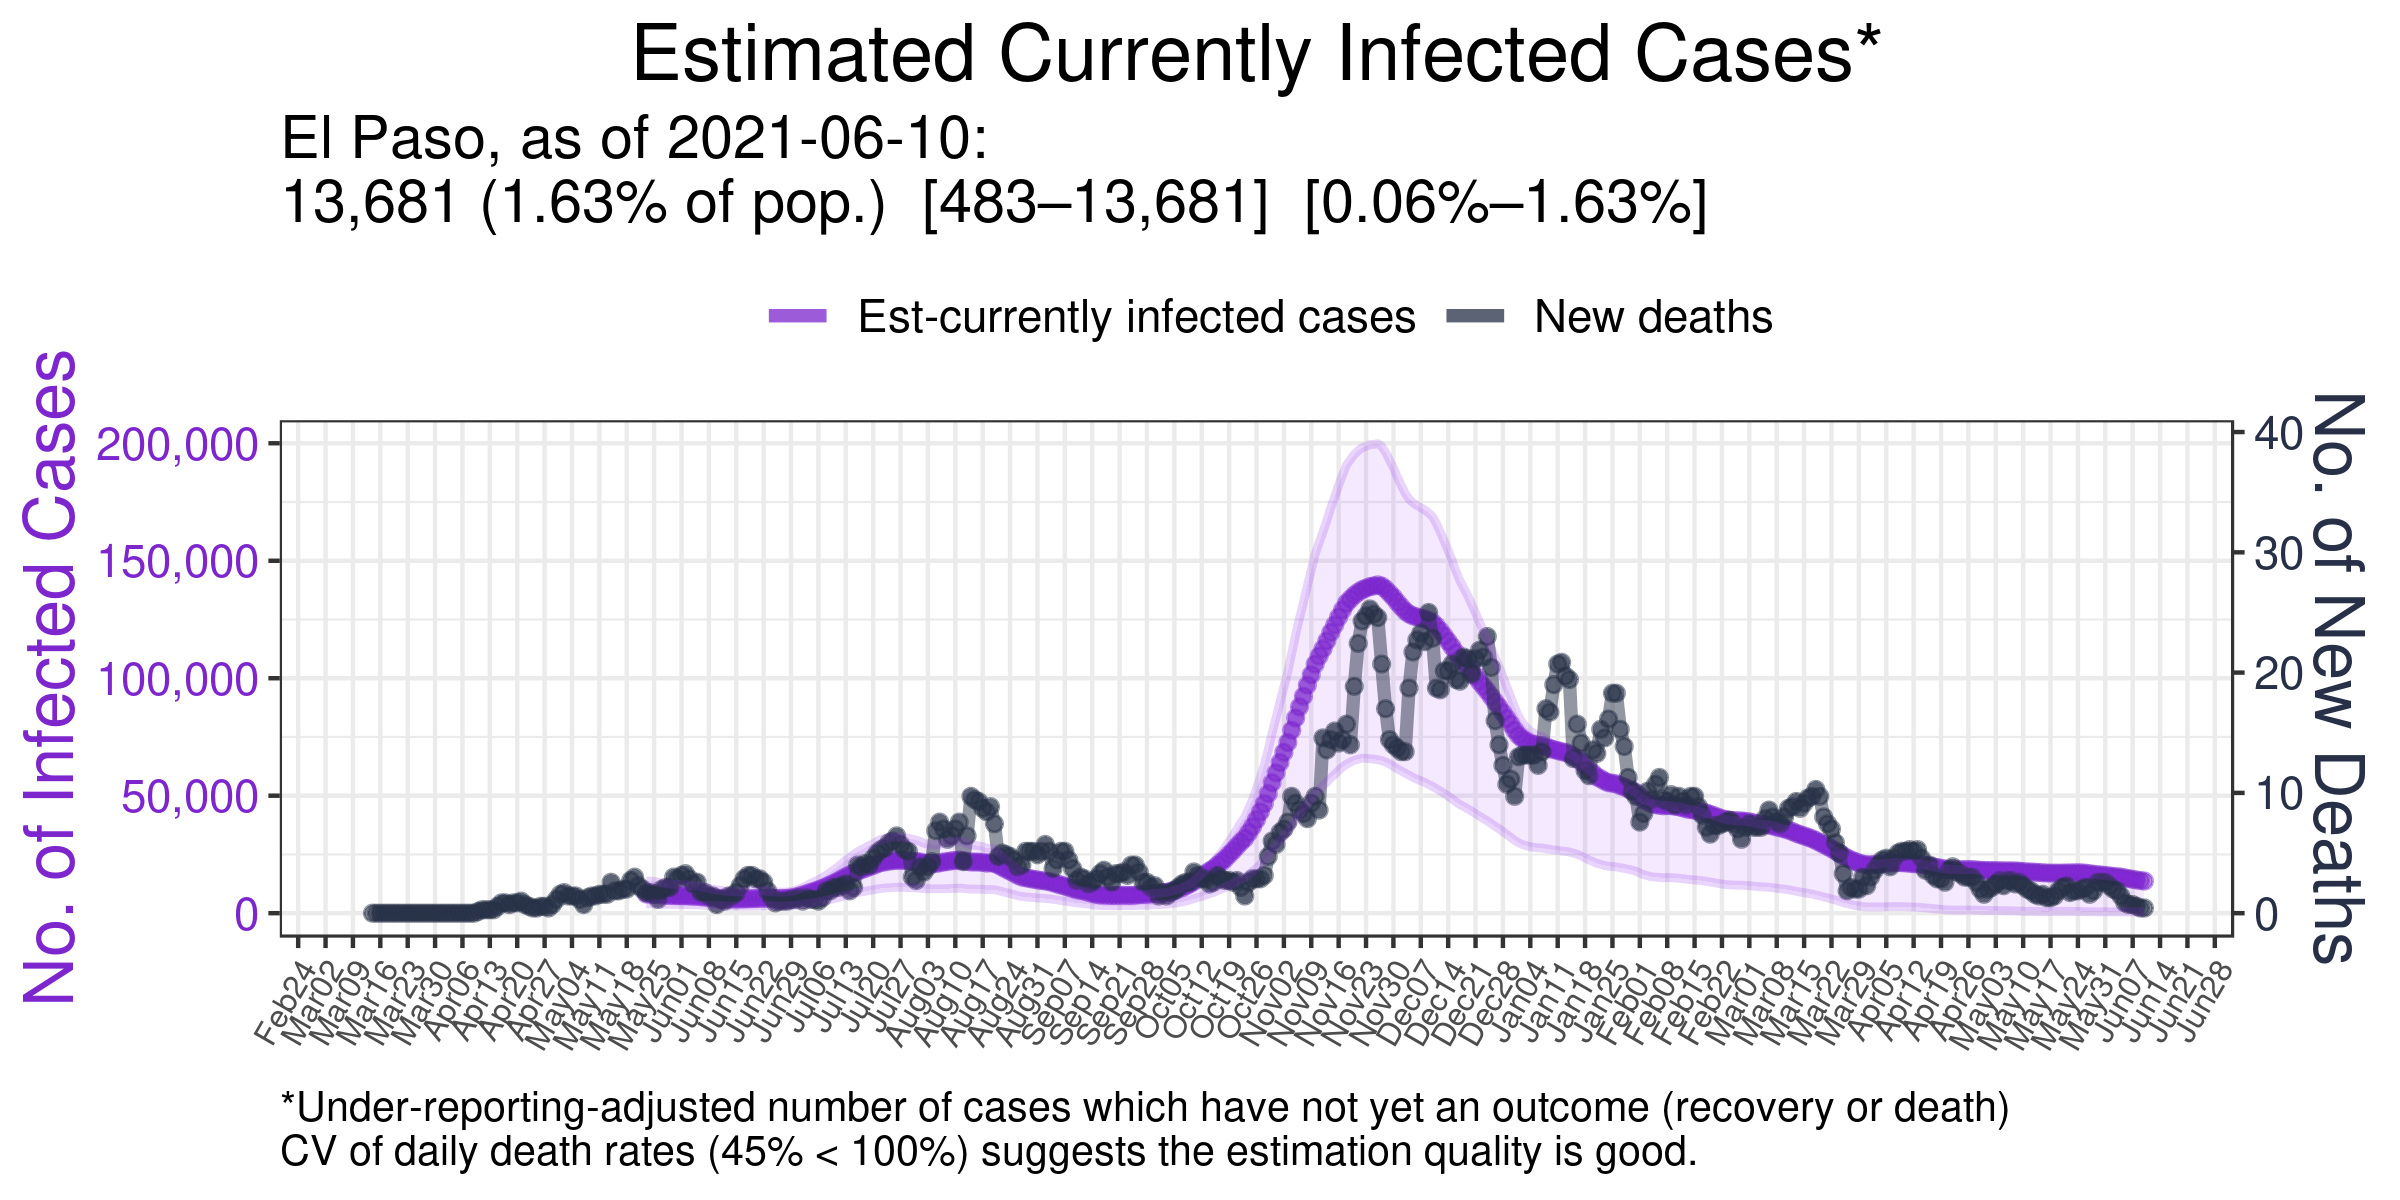 Estimated Currently Infected Cases*
El Paso, as of 2021-06-10:
13,681 (1.63% of pop.) [483–13,681] [0.06%–1.63%]
Est-currently infected cases
New deaths
No. of Infected Cases
200,000
150,000
100,000
50,000
0
40
30
20
10
0
No. of New Deaths
Feb24
Mar02
Mar09
Mar16
Mar23
Mar30
Apr06
Apr13
Apr20
Apr27
May04
May11
May18
May25
Jun01
Jun08
Jun15
Jun22
Jun29
Jul06
Jul13
Jul20
Jul27
Aug03
Aug10
Aug17
Aug24
Aug31
Sep07
Sep14
Sep21
Sep28
Oct05
Oct12
Oct19
Oct26
Nov02
Nov09
Nov16
Nov23
Nov30
Dec07
Dec14
Dec21
Dec28
Jan04
Jan11
Jan18
Jan25
Feb01
Feb08
Feb15
Feb22
Mar01
Mar08
Mar15
Mar22
Mar29
Apr05
Apr12
Apr19
Apr26
May03
May10
May17
May24
May31
Jun07
Jun14
Jun21
Jun28
*Under-reporting-adjusted number of cases which have not yet an outcome (recovery or death)
CV of daily death rates (45% < 100%) suggests the estimation quality is good.